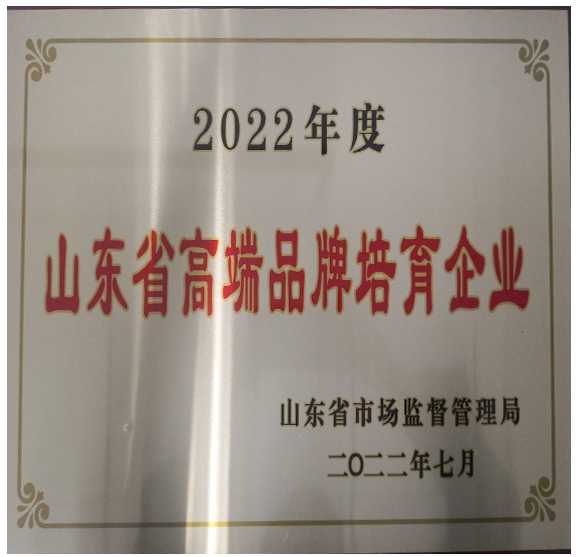 2022年度
山东省高端品牌培育企业
山东省市场监督管理局
二〇二二年七月